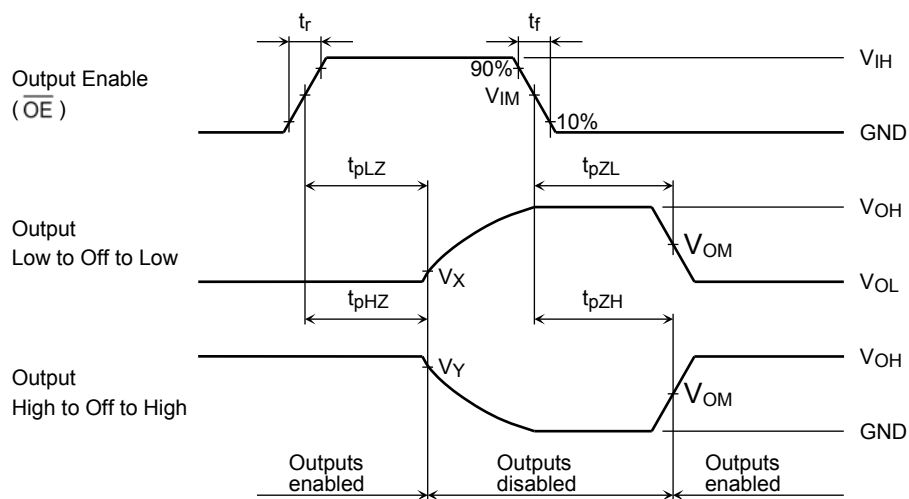 tr
tf
VIH
90%
Output Enable
( OE )
VIM
10%
GND
tpLZ
tpZL
VOH
Output
Low to Off to Low
VOM
VX
VOL
tpHZ
tpZH
VOH
VY
Output
High to Off to High
VOM
GND
Outputs
enabled
Outputs
disabled
Outputs
enabled